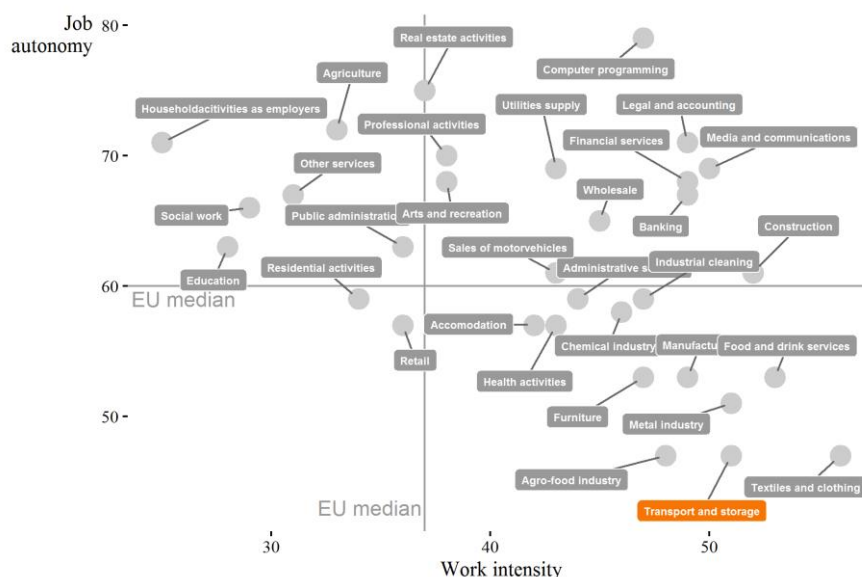 80
Job
autonomy
Real estate activities
Agriculture
Computer programming
Householdacitivities as employers
Utilities supply
Legal and accounting
Professional activities
Financial services
Media and communications
70
Other services
Wholesale
Social work
Public administratio
Arts and recreation
Banking
Construction
Sales of motorvehicles
Industrial cleaning
Education
Residential activities
Administrative s
60
EU median
Accomodation
Chemical industry
Manufactu
Food and drink services
Retail
Health activities
50
Furniture
Metal industry
Agro-food industry
Textiles and clothing
EU median
Transport and storage
30
40
50
Work intensity